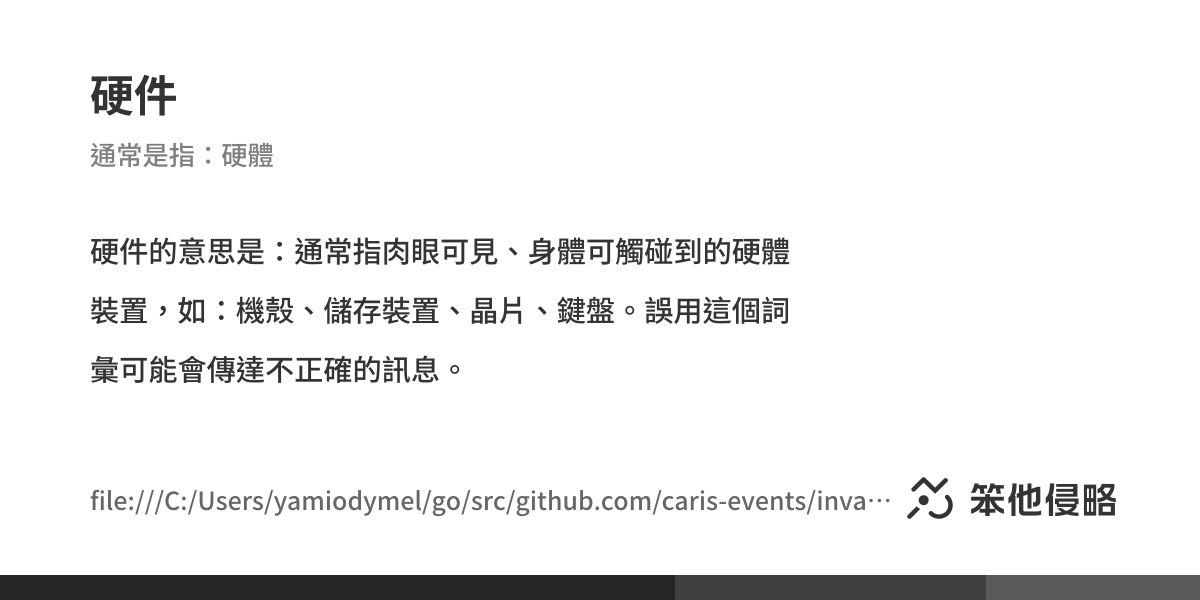 硬件
通常是指：硬體
硬件的意思是：通常指肉眼可見、身體可觸碰到的硬體
裝置，如：機殼、儲存裝置、晶片、鍵盤。誤用這個詞
彙可能會傳達不正確的訊息。
file:///C:/Users/yamiodymel/go/src/github.com/caris-events/inva…
笨他侵略